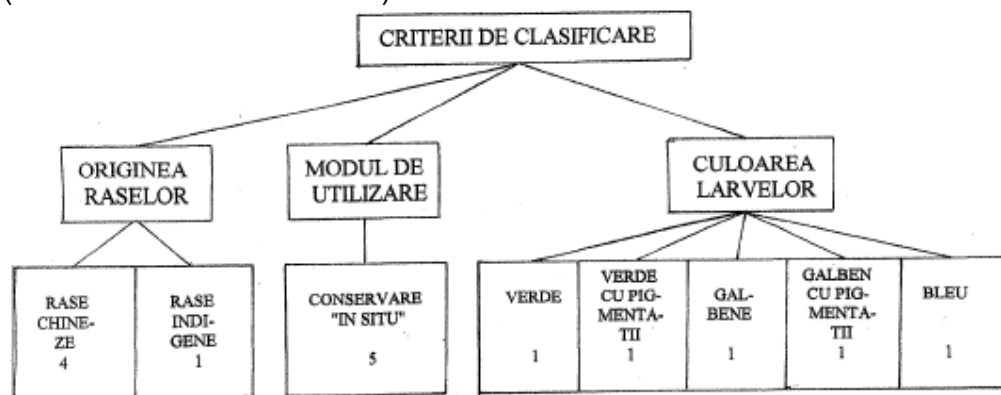 CRITERII DE CLASIFICARE
ORIGINEA
RASELOR
MODUL DE
UTILIZARE
CULOAREA
LARVELOR
RASE
CHINE-
ZE
4
RASE
INDI-
GENE
1
CONSERVARE
"IN SITU"
5
VERDE
1
VERDE
CU PIG-
MENTA-
TII
1
GAL-
BENE
1
GALBEN
CU PIG-
MENTA-
TII
1
BLEU
1